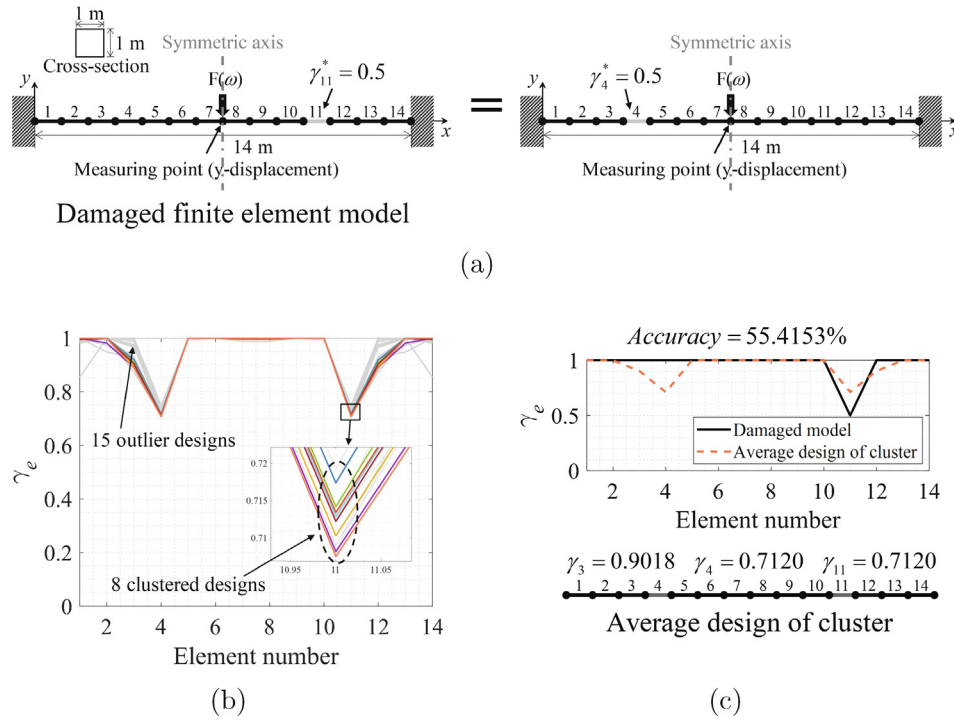 1 m
1 m
Cross-section
Symmetric axis
F(ω)
γ*11 = 0.5
y
1 2 3 4 5 6 7 8 9 10 11 12 13 14
x
14 m
Measuring point (y-displacement)
Damaged finite element model
=
Symmetric axis
γ*4 = 0.5
F(ω)
y
1 2 3 4 5 6 7 8 9 10 11 12 13 14
x
14 m
Measuring point (y-displacement)
(a)
1
0.8
0.6
0.4
0.2
0
γe
15 outlier designs
0.72
0.715
0.71
10.95 11 11.05
8 clustered designs
2 4 6 8 10 12 14
Element number
(b)
Accuracy = 55.4153%
1
0.5
0
γe
Damaged model
Average design of cluster
2 4 6 8 10 12 14
Element number
γ3 = 0.9018 γ4 = 0.7120 γ11 = 0.7120
1 2 3 4 5 6 7 8 9 10 11 12 13 14
Average design of cluster
(c)